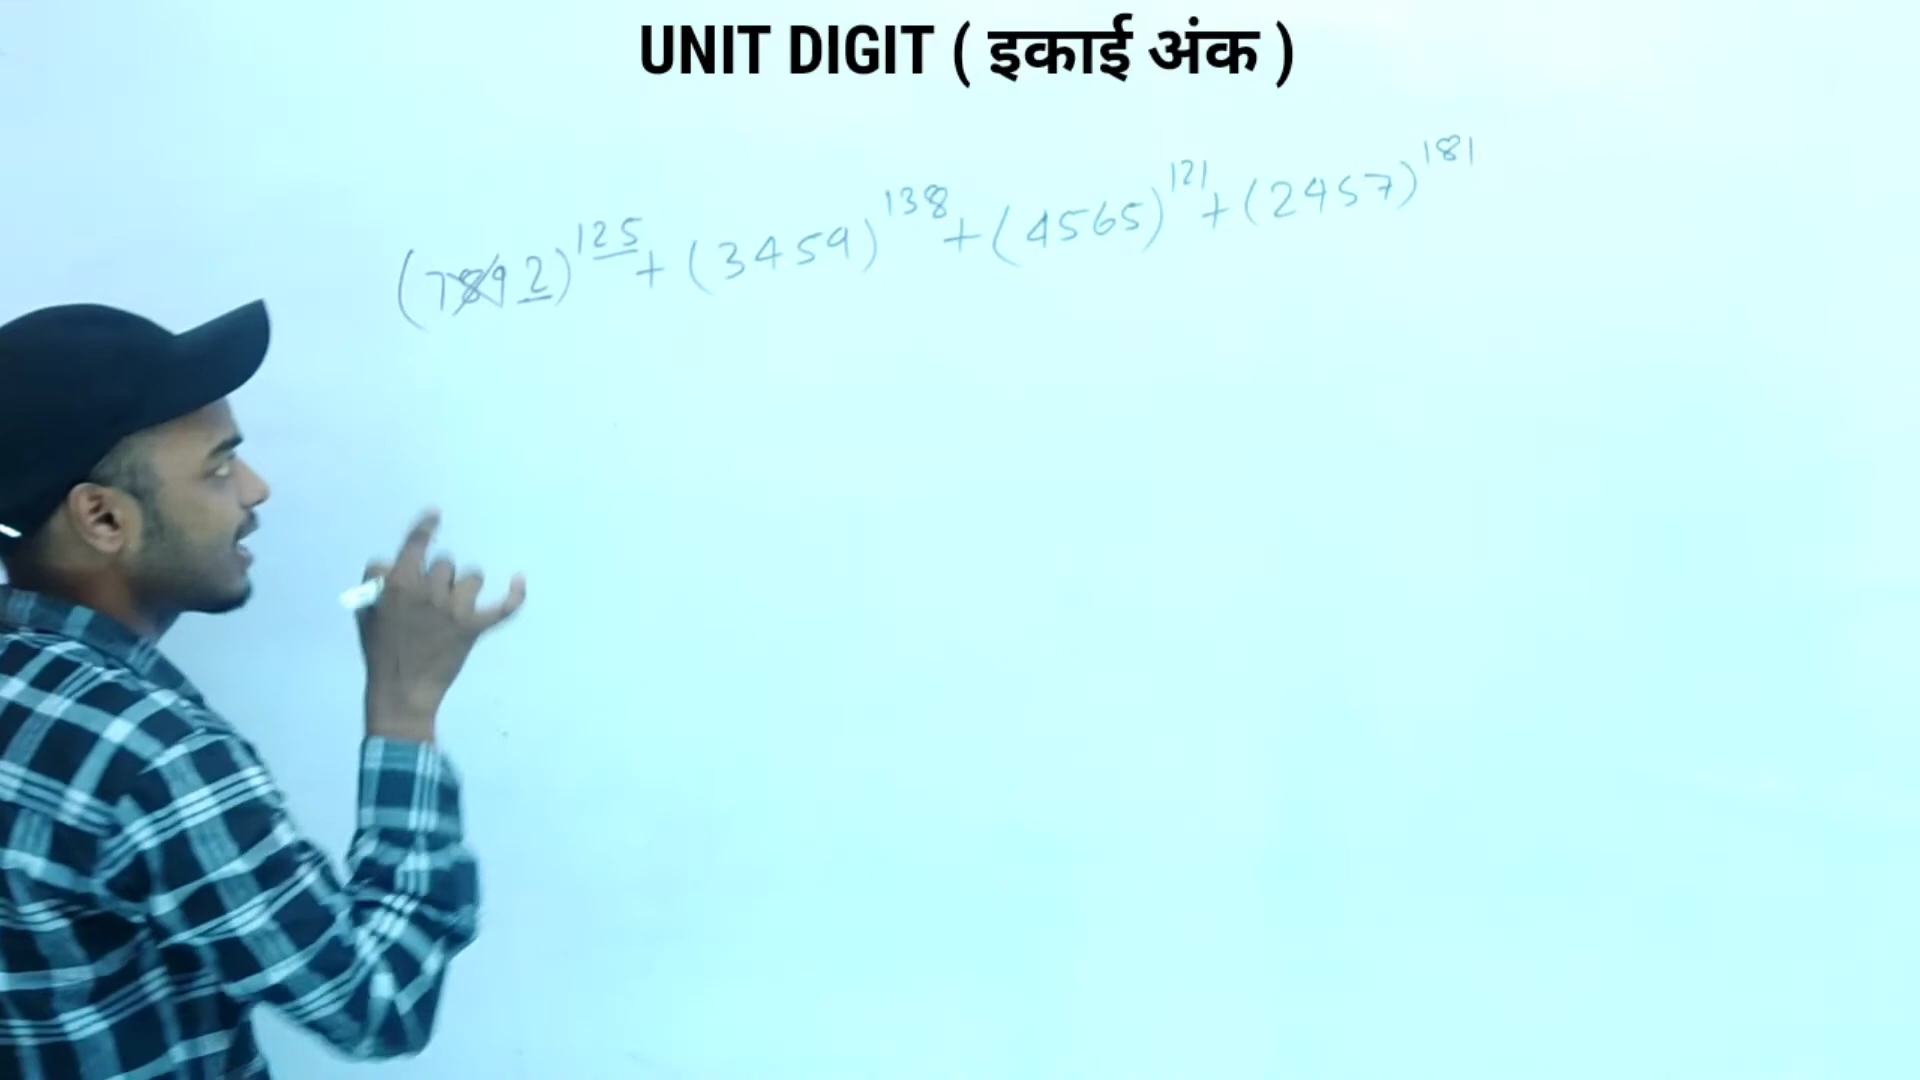 UNIT DIGIT ( इकाई अंक )
(7892)^125 + (3459)^138 + (4565)^121 + (2457)^181